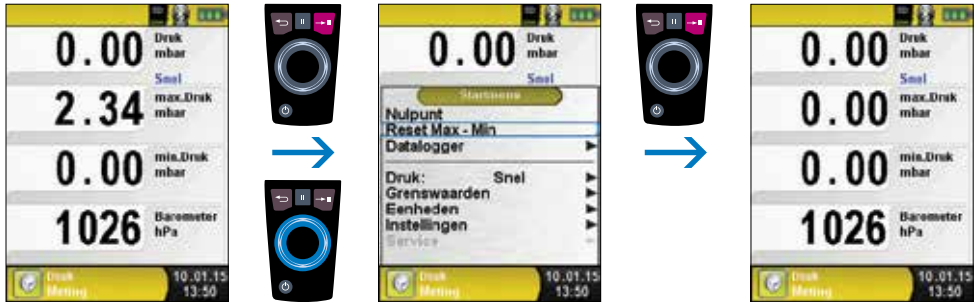 0.00 Druk mbar
Snel
2.34 max.Druk mbar
0.00 min.Druk mbar
1026 Barometer hPa
Druk
Meting
10.01.15
13:50
0.00 Druk mbar
Snel
Startmenu
Nulpunt
Reset Max - Min
Datalogger
Druk: Snel
Grenswaarden
Eenheden
Instellingen
Service
Druk
Meting
10.01.15
13:50
0.00 Druk mbar
Snel
0.00 max.Druk mbar
0.00 min.Druk mbar
1026 Barometer hPa
Druk
Meting
10.01.15
13:50